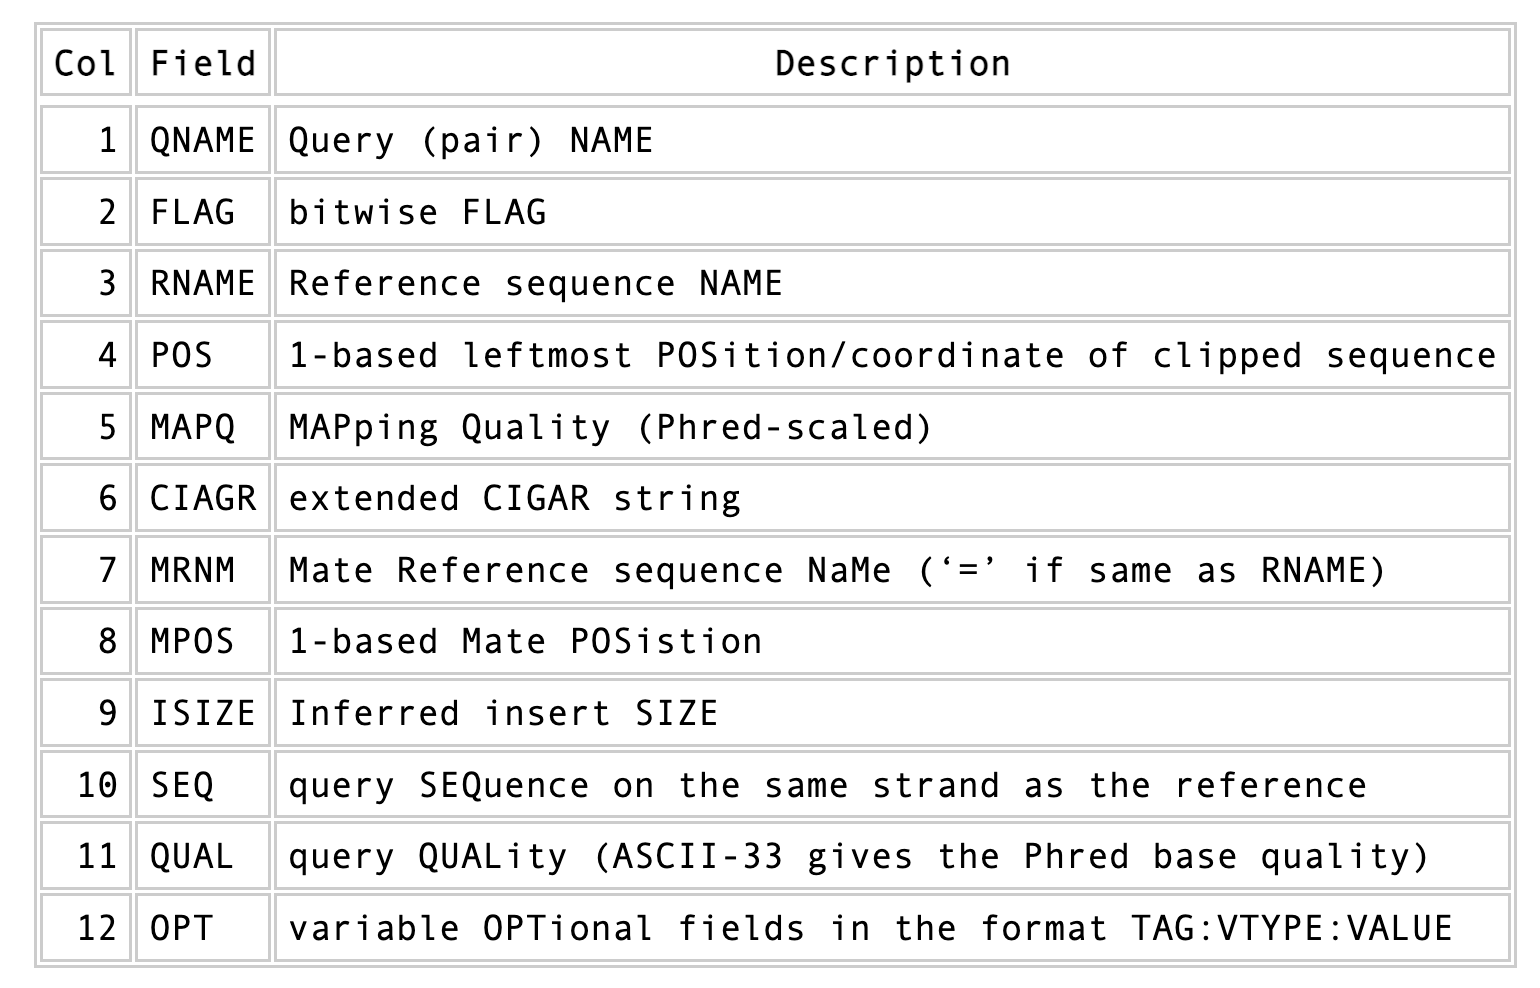 Col Field Description
1 QNAME Query (pair) NAME
2 FLAG bitwise FLAG
3 RNAME Reference sequence NAME
4 POS 1-based leftmost POSition/coordinate of clipped sequence
5 MAPQ MAPping Quality (Phred-scaled)
6 CIAGR extended CIGAR string
7 MRNM Mate Reference sequence NaMe (‘=’ if same as RNAME)
8 MPOS 1-based Mate POSistion
9 ISIZE Inferred insert SIZE
10 SEQ query SEQuence on the same strand as the reference
11 QUAL query QUALity (ASCII-33 gives the Phred base quality)
12 OPT variable OPTional fields in the format TAG:VTYPE:VALUE